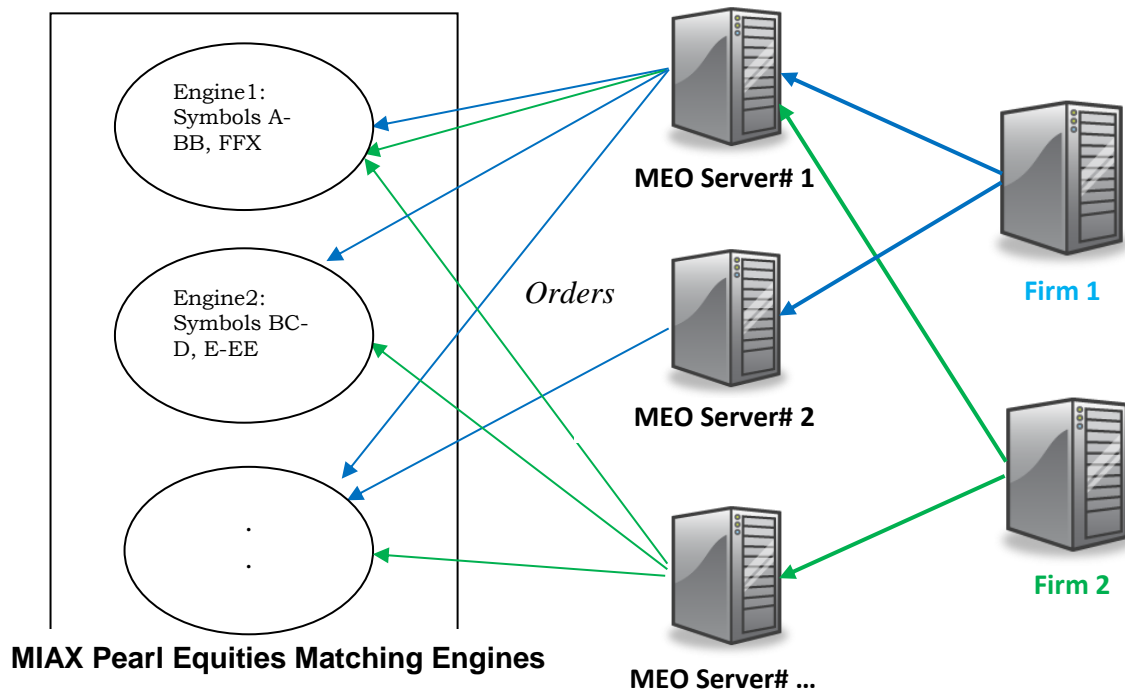 Engine1:
Symbols A-
BB, FFX
MEO Server# 1
Firm 1
Engine2:
Symbols BC-
D, E-EE
Orders
MEO Server# 2
.
.
Firm 2
MIAX Pearl Equities Matching Engines
MEO Server# …